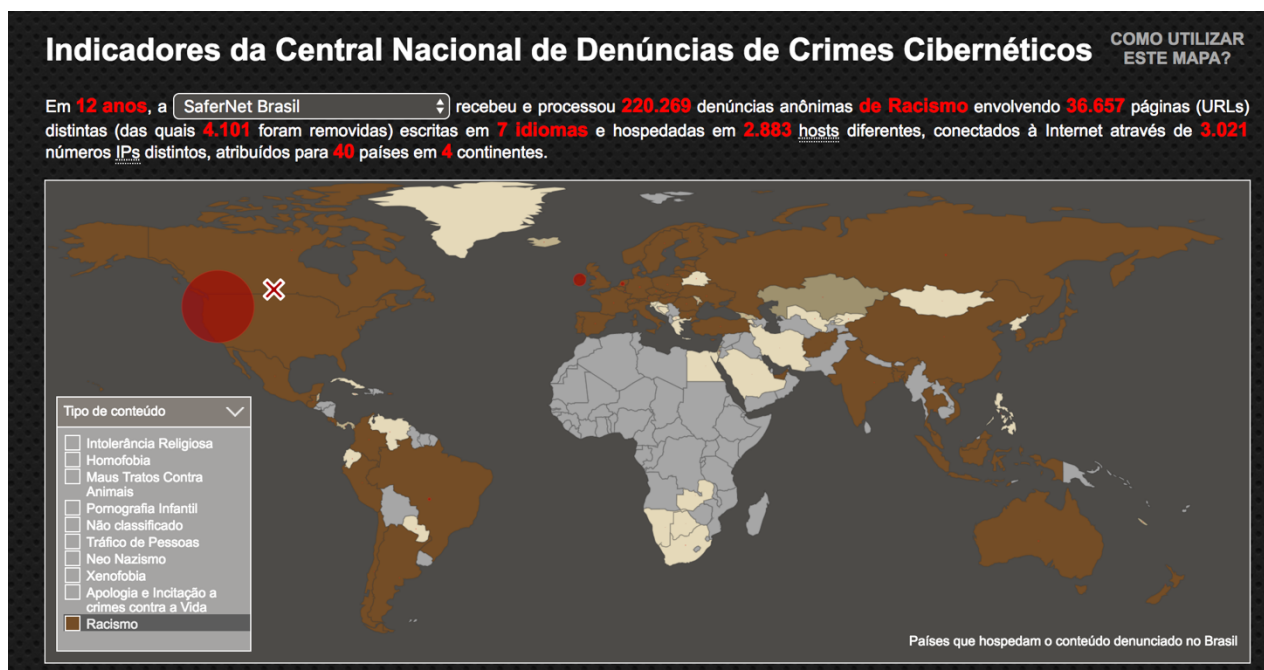 Indicadores da Central Nacional de Denúncias de Crimes Cibernéticos
COMO UTILIZAR
ESTE MAPA?
Em 12 anos, a SaferNet Brasil recebeu e processou 220.269 denúncias anônimas de Racismo envolvendo 36.657 páginas (URLs)
distintas (das quais 4.101 foram removidas) escritas em 7 idiomas e hospedadas em 2.883 hosts diferentes, conectados à Internet através de 3.021
números IPs distintos, atribuídos para 40 países em 4 continentes.
Tipo de conteúdo
Intolerância Religiosa
Homofobia
Maus Tratos Contra
Animais
Pornografia Infantil
Não classificado
Tráfico de Pessoas
Neo Nazismo
Xenofobia
Apologia e Incitação a
crimes contra a Vida
Racismo
Países que hospedam o conteúdo denunciado no Brasil